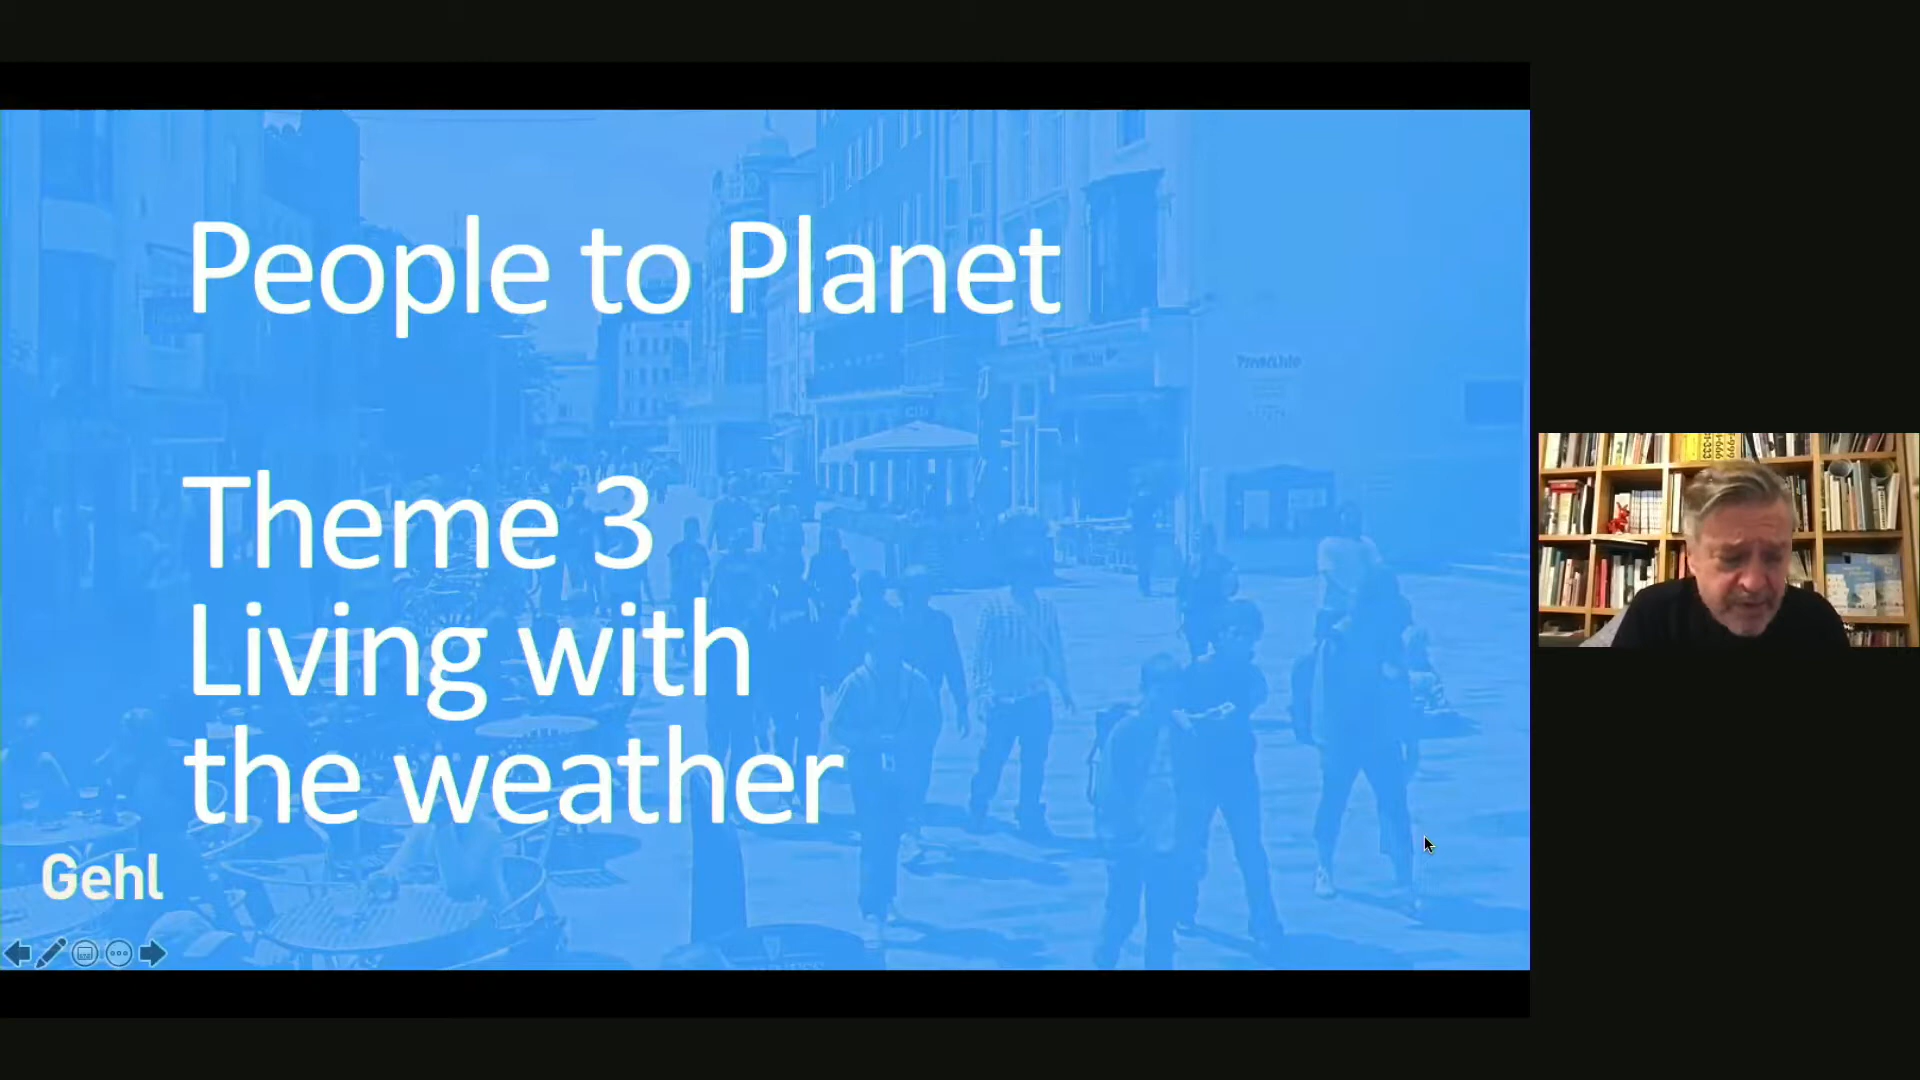 People to Planet
Theme 3
Living with
the weather
Gehl